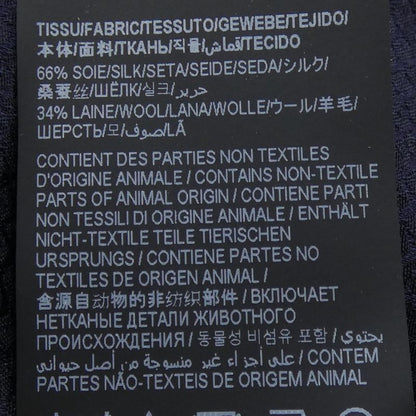 TISSU/FABRIC/TESSUTO/GEWEBE/TEJIDO/
本体/面料/ТКАНЬ/직물/قماش/TECIDO
66% SOIE/SILK/SETA/SEIDE/SEDA/シルク/
桑蚕丝/ШЁЛК/실크/حرير/
34% LAINE/WOOL/LANA/WOLLE/ウール/羊毛/
ШЕРСТЬ/모/صوف/LÃ
CONTIENT DES PARTIES NON TEXTILES
D'ORIGINE ANIMALE / CONTAINS NON-TEXTILE
PARTS OF ANIMAL ORIGIN / CONTIENE PARTI
NON TESSILI DI ORIGINE ANIMALE / ENTHÄLT
NICHT-TEXTILE TEILE TIERISCHEN
URSPRUNGS / CONTIENE PARTES NO
TEXTILES DE ORIGEN ANIMAL /
含源自动物的非纺织部件 / ВКЛЮЧАЕТ
НЕТКАНЫЕ ДЕТАЛИ ЖИВОТНОГО
ПРОИСХОЖДЕНИЯ / 동물성 비섬유 포함 / يحتوي
على أجزاء غير منسوجة من أصل حيواني / CONTEM
PARTES NÃO-TEXTEIS DE ORIGEM ANIMAL